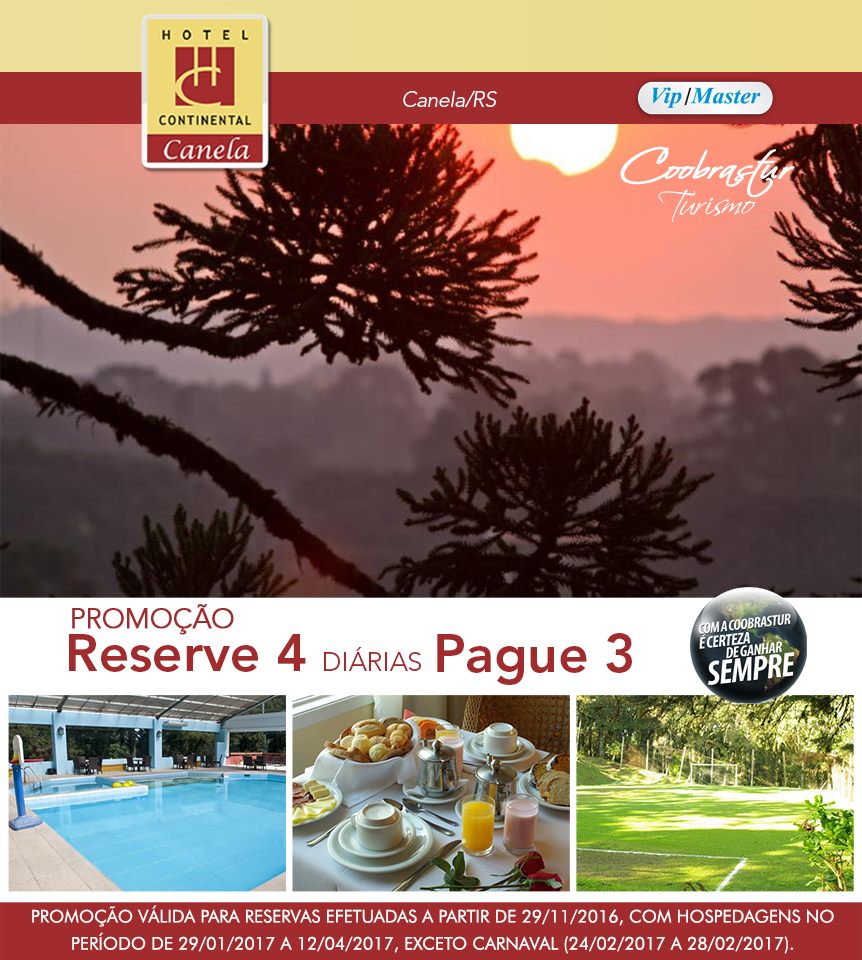 HOTEL
CONTINENTAL
Canela
Canela/RS
Vip/Master
Coobrastur
Turismo
PROMOÇÃO
Reserve 4 DIÁRIAS Pague 3
COM A COOBRASTUR
É CERTEZA
DE GANHAR
SEMPRE
PROMOÇÃO VÁLIDA PARA RESERVAS EFETUADAS A PARTIR DE 29/11/2016, COM HOSPEDAGENS NO
PERÍODO DE 29/01/2017 A 12/04/2017, EXCETO CARNAVAL (24/02/2017 A 28/02/2017).